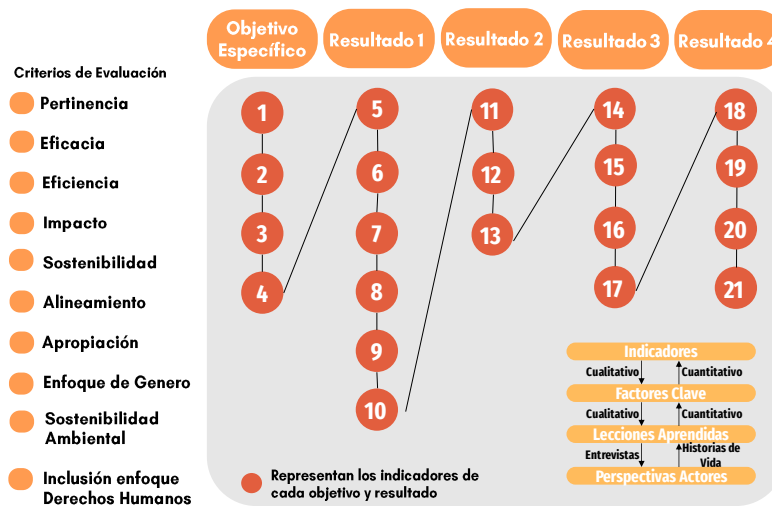 Objetivo
Específico
Resultado 1
Resultado 2
Resultado 3
Resultado 4
Criterios de Evaluación
Pertinencia
Eficacia
Eficiencia
Impacto
Sostenibilidad
Alineamiento
Apropiación
Enfoque de Genero
Sostenibilidad
Ambiental
Inclusión enfoque
Derechos Humanos
1
2
3
4
5
6
7
8
9
10
11
12
13
14
15
16
17
18
19
20
21
Indicadores
Cualitativo
Cuantitativo
Factores Clave
Cualitativo
Cuantitativo
Lecciones Aprendidas
Entrevistas
Historias de
Vida
Perspectivas Actores
Representan los indicadores de
cada objetivo y resultado